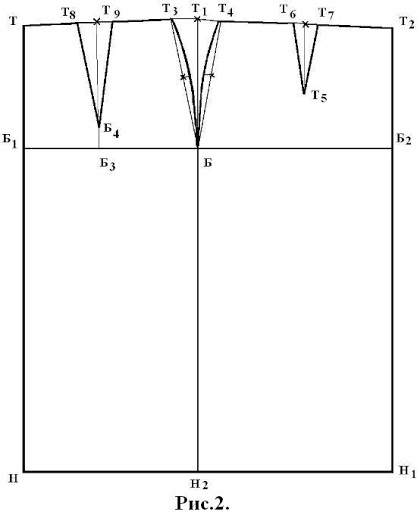 Т Т8 Т9 Т3 Т1 Т4 Т6 Т7 Т2
Т5
Б4
Б1 Б3 Б Б2
Н Н2 Н1
Рис.2.